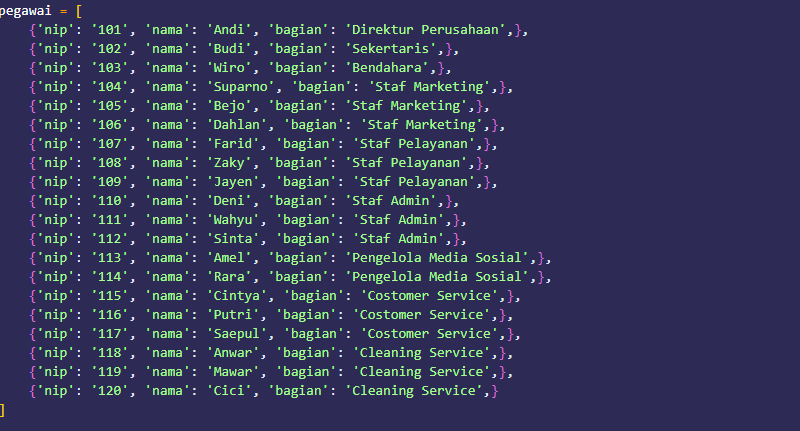 pegawai = [
{'nip': '101', 'nama': 'Andi', 'bagian': 'Direktur Perusahaan',},
{'nip': '102', 'nama': 'Budi', 'bagian': 'Sekertaris',},
{'nip': '103', 'nama': 'Wiro', 'bagian': 'Bendahara',},
{'nip': '104', 'nama': 'Suparno', 'bagian': 'Staf Marketing',},
{'nip': '105', 'nama': 'Bejo', 'bagian': 'Staf Marketing',},
{'nip': '106', 'nama': 'Dahlan', 'bagian': 'Staf Marketing',},
{'nip': '107', 'nama': 'Farid', 'bagian': 'Staf Pelayanan',},
{'nip': '108', 'nama': 'Zaky', 'bagian': 'Staf Pelayanan',},
{'nip': '109', 'nama': 'Jayen', 'bagian': 'Staf Pelayanan',},
{'nip': '110', 'nama': 'Deni', 'bagian': 'Staf Admin',},
{'nip': '111', 'nama': 'Wahyu', 'bagian': 'Staf Admin',},
{'nip': '112', 'nama': 'Sinta', 'bagian': 'Staf Admin',},
{'nip': '113', 'nama': 'Amel', 'bagian': 'Pengelola Media Sosial',},
{'nip': '114', 'nama': 'Rara', 'bagian': 'Pengelola Media Sosial',},
{'nip': '115', 'nama': 'Cintya', 'bagian': 'Costomer Service',},
{'nip': '116', 'nama': 'Putri', 'bagian': 'Costomer Service',},
{'nip': '117', 'nama': 'Saepul', 'bagian': 'Costomer Service',},
{'nip': '118', 'nama': 'Anwar', 'bagian': 'Cleaning Service',},
{'nip': '119', 'nama': 'Mawar', 'bagian': 'Cleaning Service',},
{'nip': '120', 'nama': 'Cici', 'bagian': 'Cleaning Service',}
]